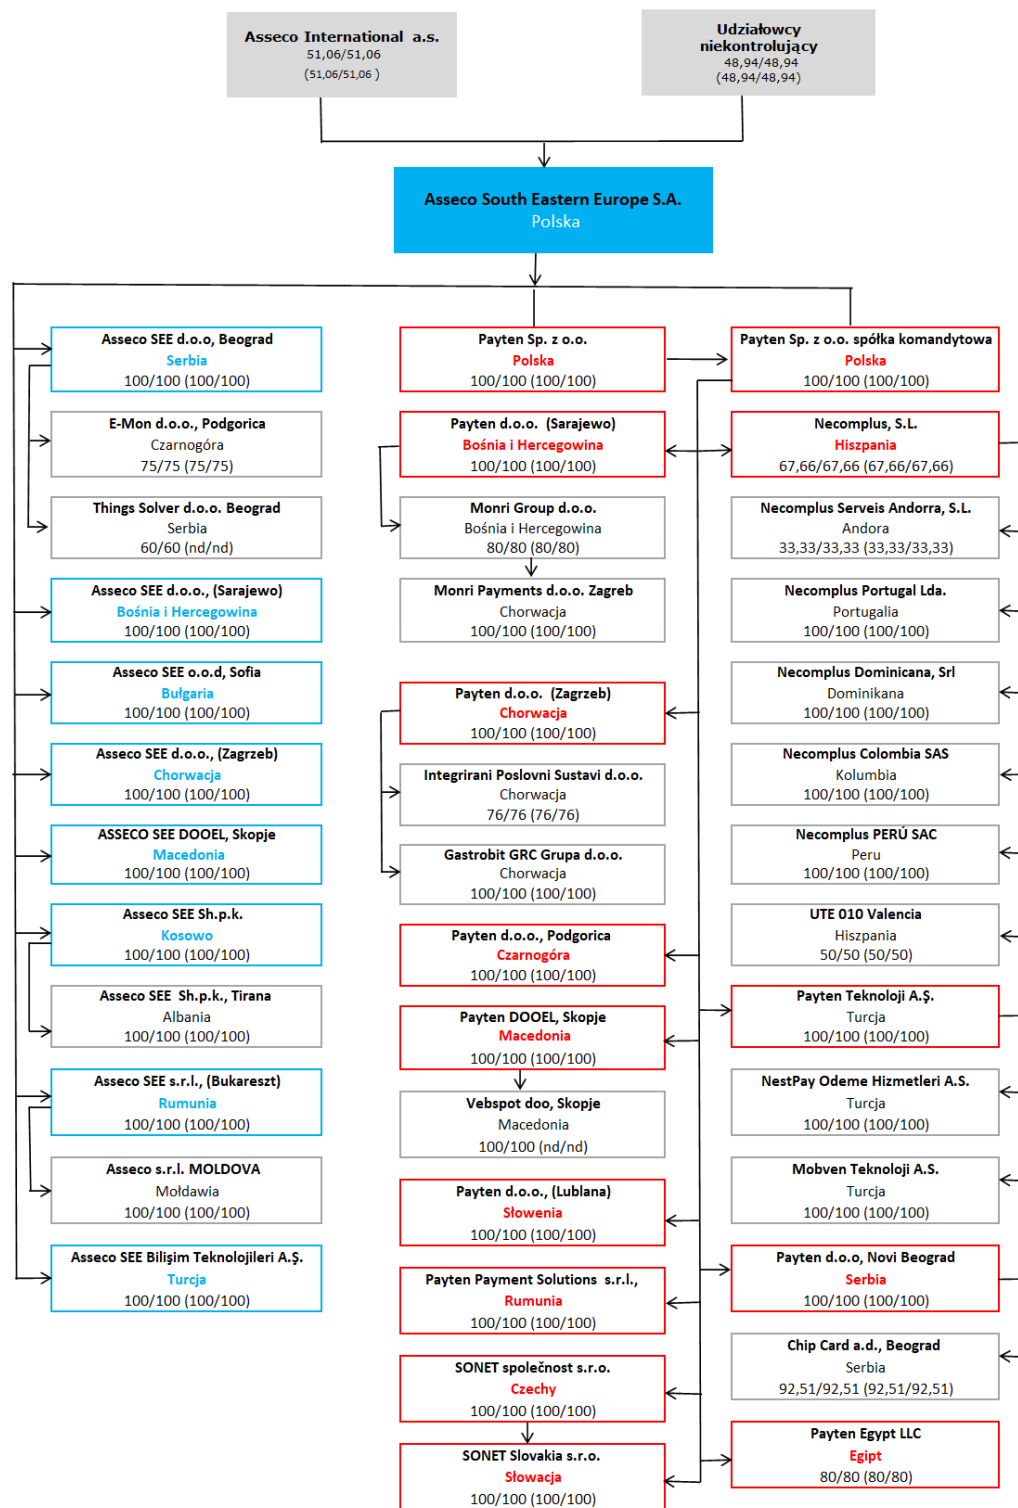 Asseco International a.s.
51,06/51,06
(51,06/51,06 )
Udziałowcy
niekontrolujący
48,94/48,94
(48,94/48,94)
Asseco South Eastern Europe S.A.
Polska
Asseco SEE d.o.o, Beograd
Serbia
100/100 (100/100)
E-Mon d.o.o., Podgorica
Czarnogóra
75/75 (75/75)
Things Solver d.o.o. Beograd
Serbia
60/60 (nd/nd)
Asseco SEE d.o.o., (Sarajewo)
Bośnia i Hercegowina
100/100 (100/100)
Asseco SEE o.o.d, Sofia
Bułgaria
100/100 (100/100)
Asseco SEE d.o.o., (Zagrzeb)
Chorwacja
100/100 (100/100)
ASSECO SEE DOOEL, Skopje
Macedonia
100/100 (100/100)
Asseco SEE Sh.p.k.
Kosowo
100/100 (100/100)
Asseco SEE  Sh.p.k., Tirana
Albania
100/100 (100/100)
Asseco SEE s.r.l., (Bukareszt)
Rumunia
100/100 (100/100)
Asseco s.r.l. MOLDOVA
Mołdawia
100/100 (100/100)
Asseco SEE Bilişim Teknolojileri A.Ş.
Turcja
100/100 (100/100)
Payten Sp. z o.o.
Polska
100/100 (100/100)
Payten d.o.o.  (Sarajewo)
Bośnia i Hercegowina
100/100 (100/100)
Monri Group d.o.o.
Bośnia i Hercegowina
80/80 (80/80)
Monri Payments d.o.o. Zagreb
Chorwacja
100/100 (100/100)
Payten d.o.o.  (Zagrzeb)
Chorwacja
100/100 (100/100)
Integrirani Poslovni Sustavi d.o.o.
Chorwacja
76/76 (76/76)
Gastrobit GRC Grupa d.o.o.
Chorwacja
100/100 (100/100)
Payten d.o.o., Podgorica
Czarnogóra
100/100 (100/100)
Payten DOOEL, Skopje
Macedonia
100/100 (100/100)
Vebspot doo, Skopje
Macedonia
100/100 (nd/nd)
Payten d.o.o., (Lublana)
Słowenia
100/100 (100/100)
Payten Payment Solutions  s.r.l.,
Rumunia
100/100 (100/100)
SONET společnost s.r.o.
Czechy
100/100 (100/100)
SONET Slovakia s.r.o.
Słowacja
100/100 (100/100)
Payten Sp. z o.o. spółka komandytowa
Polska
100/100 (100/100)
Necomplus, S.L.
Hiszpania
67,66/67,66 (67,66/67,66)
Necomplus Serveis Andorra, S.L.
Andora
33,33/33,33 (33,33/33,33)
Necomplus Portugal Lda.
Portugalia
100/100 (100/100)
Necomplus Dominicana, Srl
Dominikana
100/100 (100/100)
Necomplus Colombia SAS
Kolumbia
100/100 (100/100)
Necomplus PERÚ SAC
Peru
100/100 (100/100)
UTE 010 Valencia
Hiszpania
50/50 (50/50)
Payten Teknoloji A.Ş.
Turcja
100/100 (100/100)
NestPay Odeme Hizmetleri A.S.
Turcja
100/100 (100/100)
Mobven Teknoloji A.S.
Turcja
100/100 (100/100)
Payten d.o.o, Novi Beograd
Serbia
100/100 (100/100)
Chip Card a.d., Beograd
Serbia
92,51/92,51 (92,51/92,51)
Payten Egypt LLC
Egipt
80/80 (80/80)